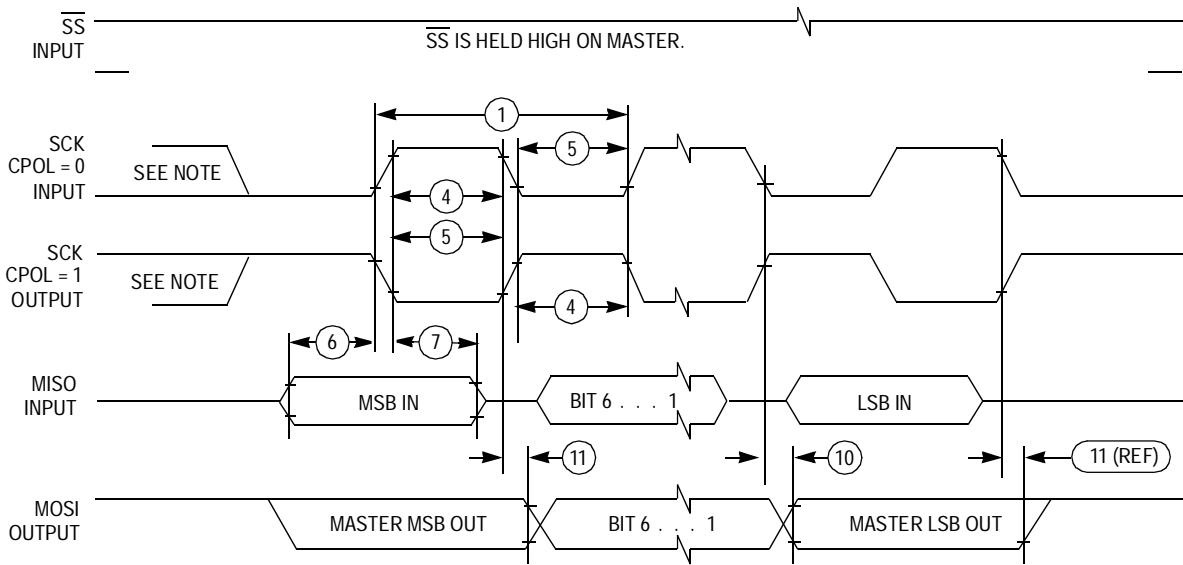 SS
INPUT
SS IS HELD HIGH ON MASTER.
1
SCK
CPOL = 0
INPUT
SEE NOTE
5
4
5
SCK
CPOL = 1
OUTPUT
SEE NOTE
4
6
7
MISO
INPUT
MSB IN
BIT 6 . . . 1
LSB IN
11
10
11 (REF)
MOSI
OUTPUT
MASTER MSB OUT
BIT 6 . . . 1
MASTER LSB OUT